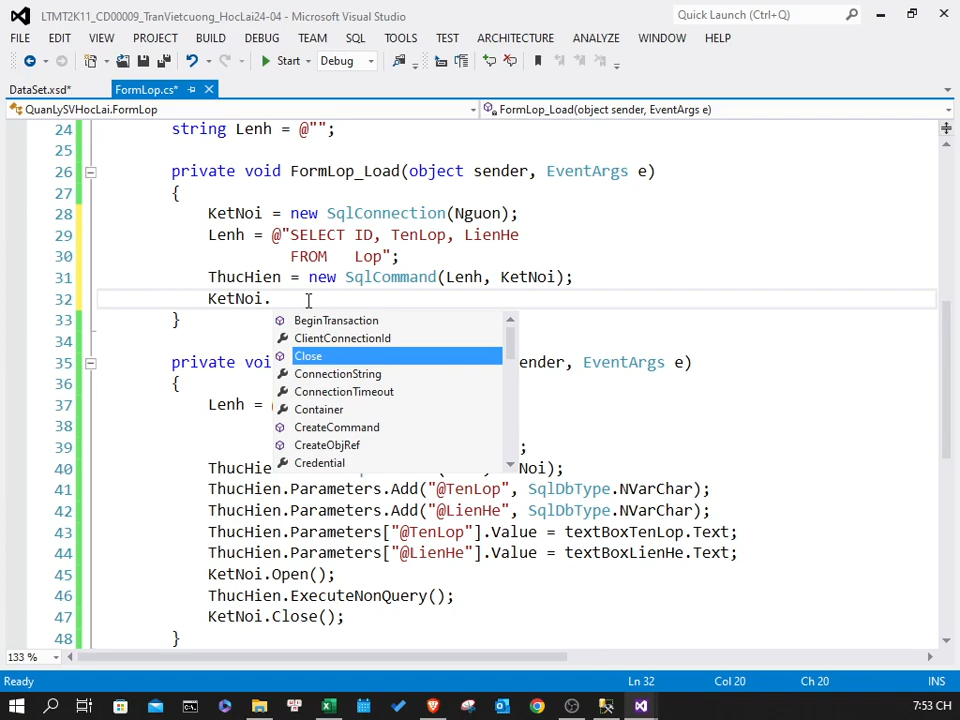 LTMT2K11_CD00009_TranVietcuong_HocLai24-04 - Microsoft Visual Studio
Quick Launch (Ctrl+Q)
FILE EDIT VIEW PROJECT BUILD DEBUG TEAM SQL TOOLS TEST ARCHITECTURE ANALYZE WINDOW HELP
Start Debug
DataSet.xsd* FormLop.cs*
QuanLySVHocLai.FormLop FormLop_Load(object sender, EventArgs e)
24 string Lenh = @"";
25
26 private void FormLop_Load(object sender, EventArgs e)
27 {
28 KetNoi = new SqlConnection(Nguon);
29 Lenh = @"SELECT ID, TenLop, LienHe
30 FROM Lop";
31 ThucHien = new SqlCommand(Lenh, KetNoi);
32 KetNoi.
33 }
BeginTransaction
34
ClientConnectionId
35 private voi ender, EventArgs e)
Close
36 {
ConnectionString
ConnectionTimeout
37 Lenh =
Container
38
CreateCommand
39 ;
CreateObjRef
40 ThucHie Noi);
Credential
41 ThucHien.Parameters.Add("@TenLop", SqlDbType.NVarChar);
42 ThucHien.Parameters.Add("@LienHe", SqlDbType.NVarChar);
43 ThucHien.Parameters["@TenLop"].Value = textBoxTenLop.Text;
44 ThucHien.Parameters["@LienHe"].Value = textBoxLienHe.Text;
45 KetNoi.Open();
46 ThucHien.ExecuteNonQuery();
47 KetNoi.Close();
48 }
133 %
Ready Ln 32 Col 20 Ch 20 INS
7:53 CH